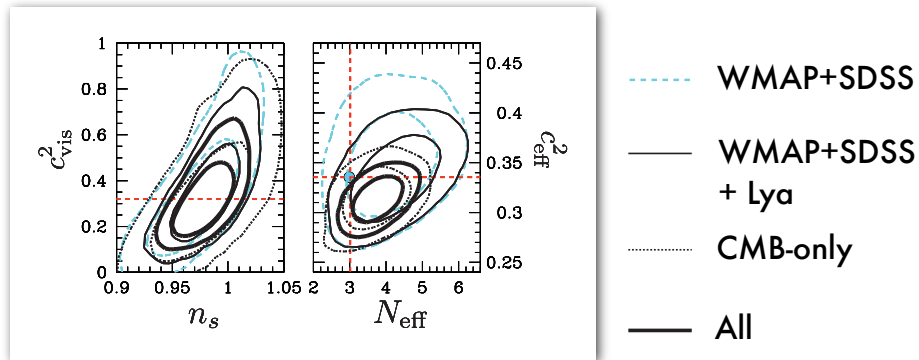 1
0.8
0.6
0.4
0.2
0
c²vis
0.9 0.95 1 1.05
n_s
2 3 4 5 6
N_eff
0.45
0.4
0.35
0.3
0.25
c²eff
WMAP+SDSS
WMAP+SDSS
+ Lya
CMB-only
All